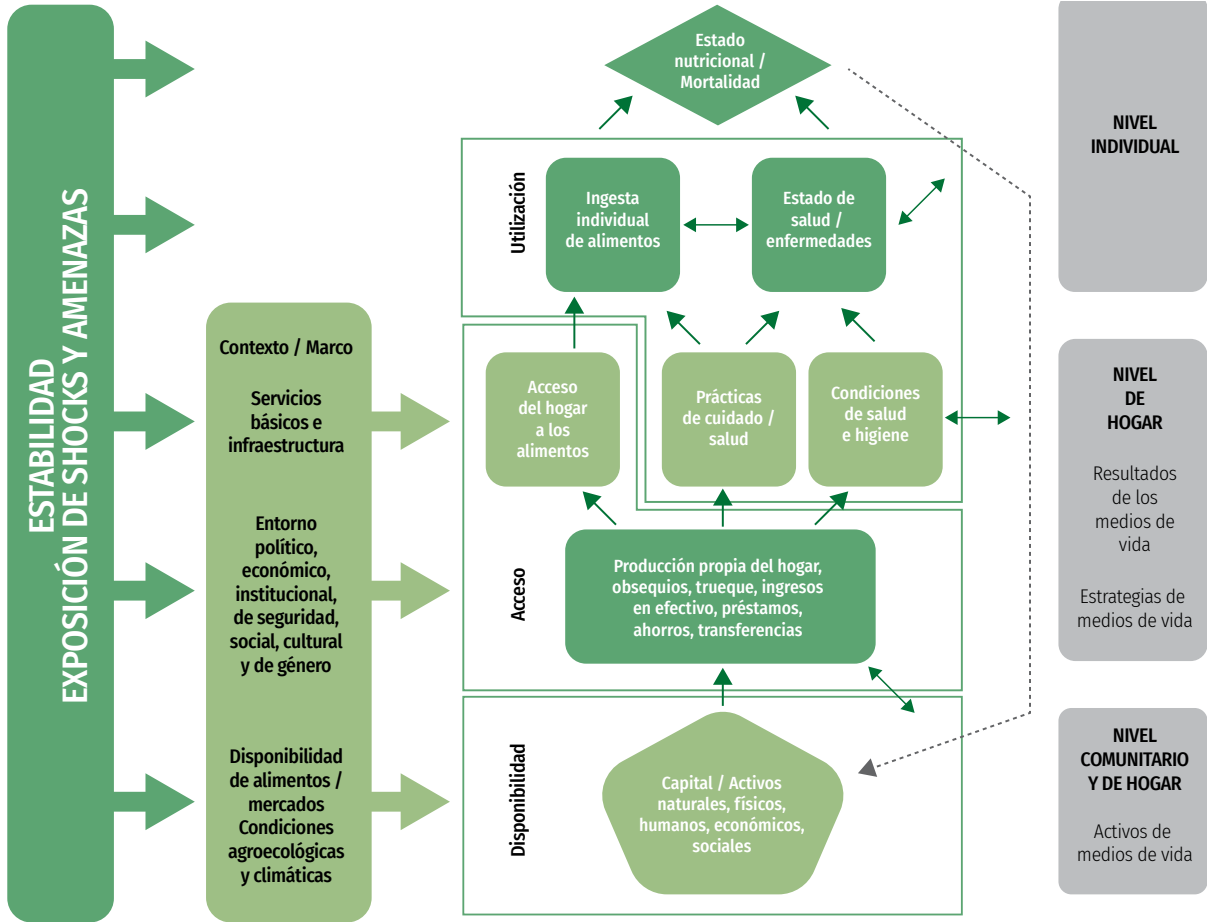 ESTABILIDAD
EXPOSICIÓN DE SHOCKS Y AMENAZAS
Contexto / Marco
Servicios
básicos e
infraestructura
Entorno
político,
económico,
institucional,
de seguridad,
social, cultural
y de género
Disponibilidad
de alimentos /
mercados
Condiciones
agroecológicas
y climáticas
Estado
nutricional /
Mortalidad
Utilización
Ingesta
individual
de alimentos
Estado de
salud /
enfermedades
Acceso
del hogar
a los
alimentos
Prácticas
de cuidado /
salud
Condiciones
de salud
e higiene
Acceso
Producción propia del hogar,
obsequios, trueque, ingresos
en efectivo, préstamos,
ahorros, transferencias
Disponibilidad
Capital / Activos
naturales, físicos,
humanos, económicos,
sociales
NIVEL
INDIVIDUAL
NIVEL
DE
HOGAR
Resultados
de los
medios de
vida
Estrategias de
medios de vida
NIVEL
COMUNITARIO
Y DE HOGAR
Activos de
medios de vida